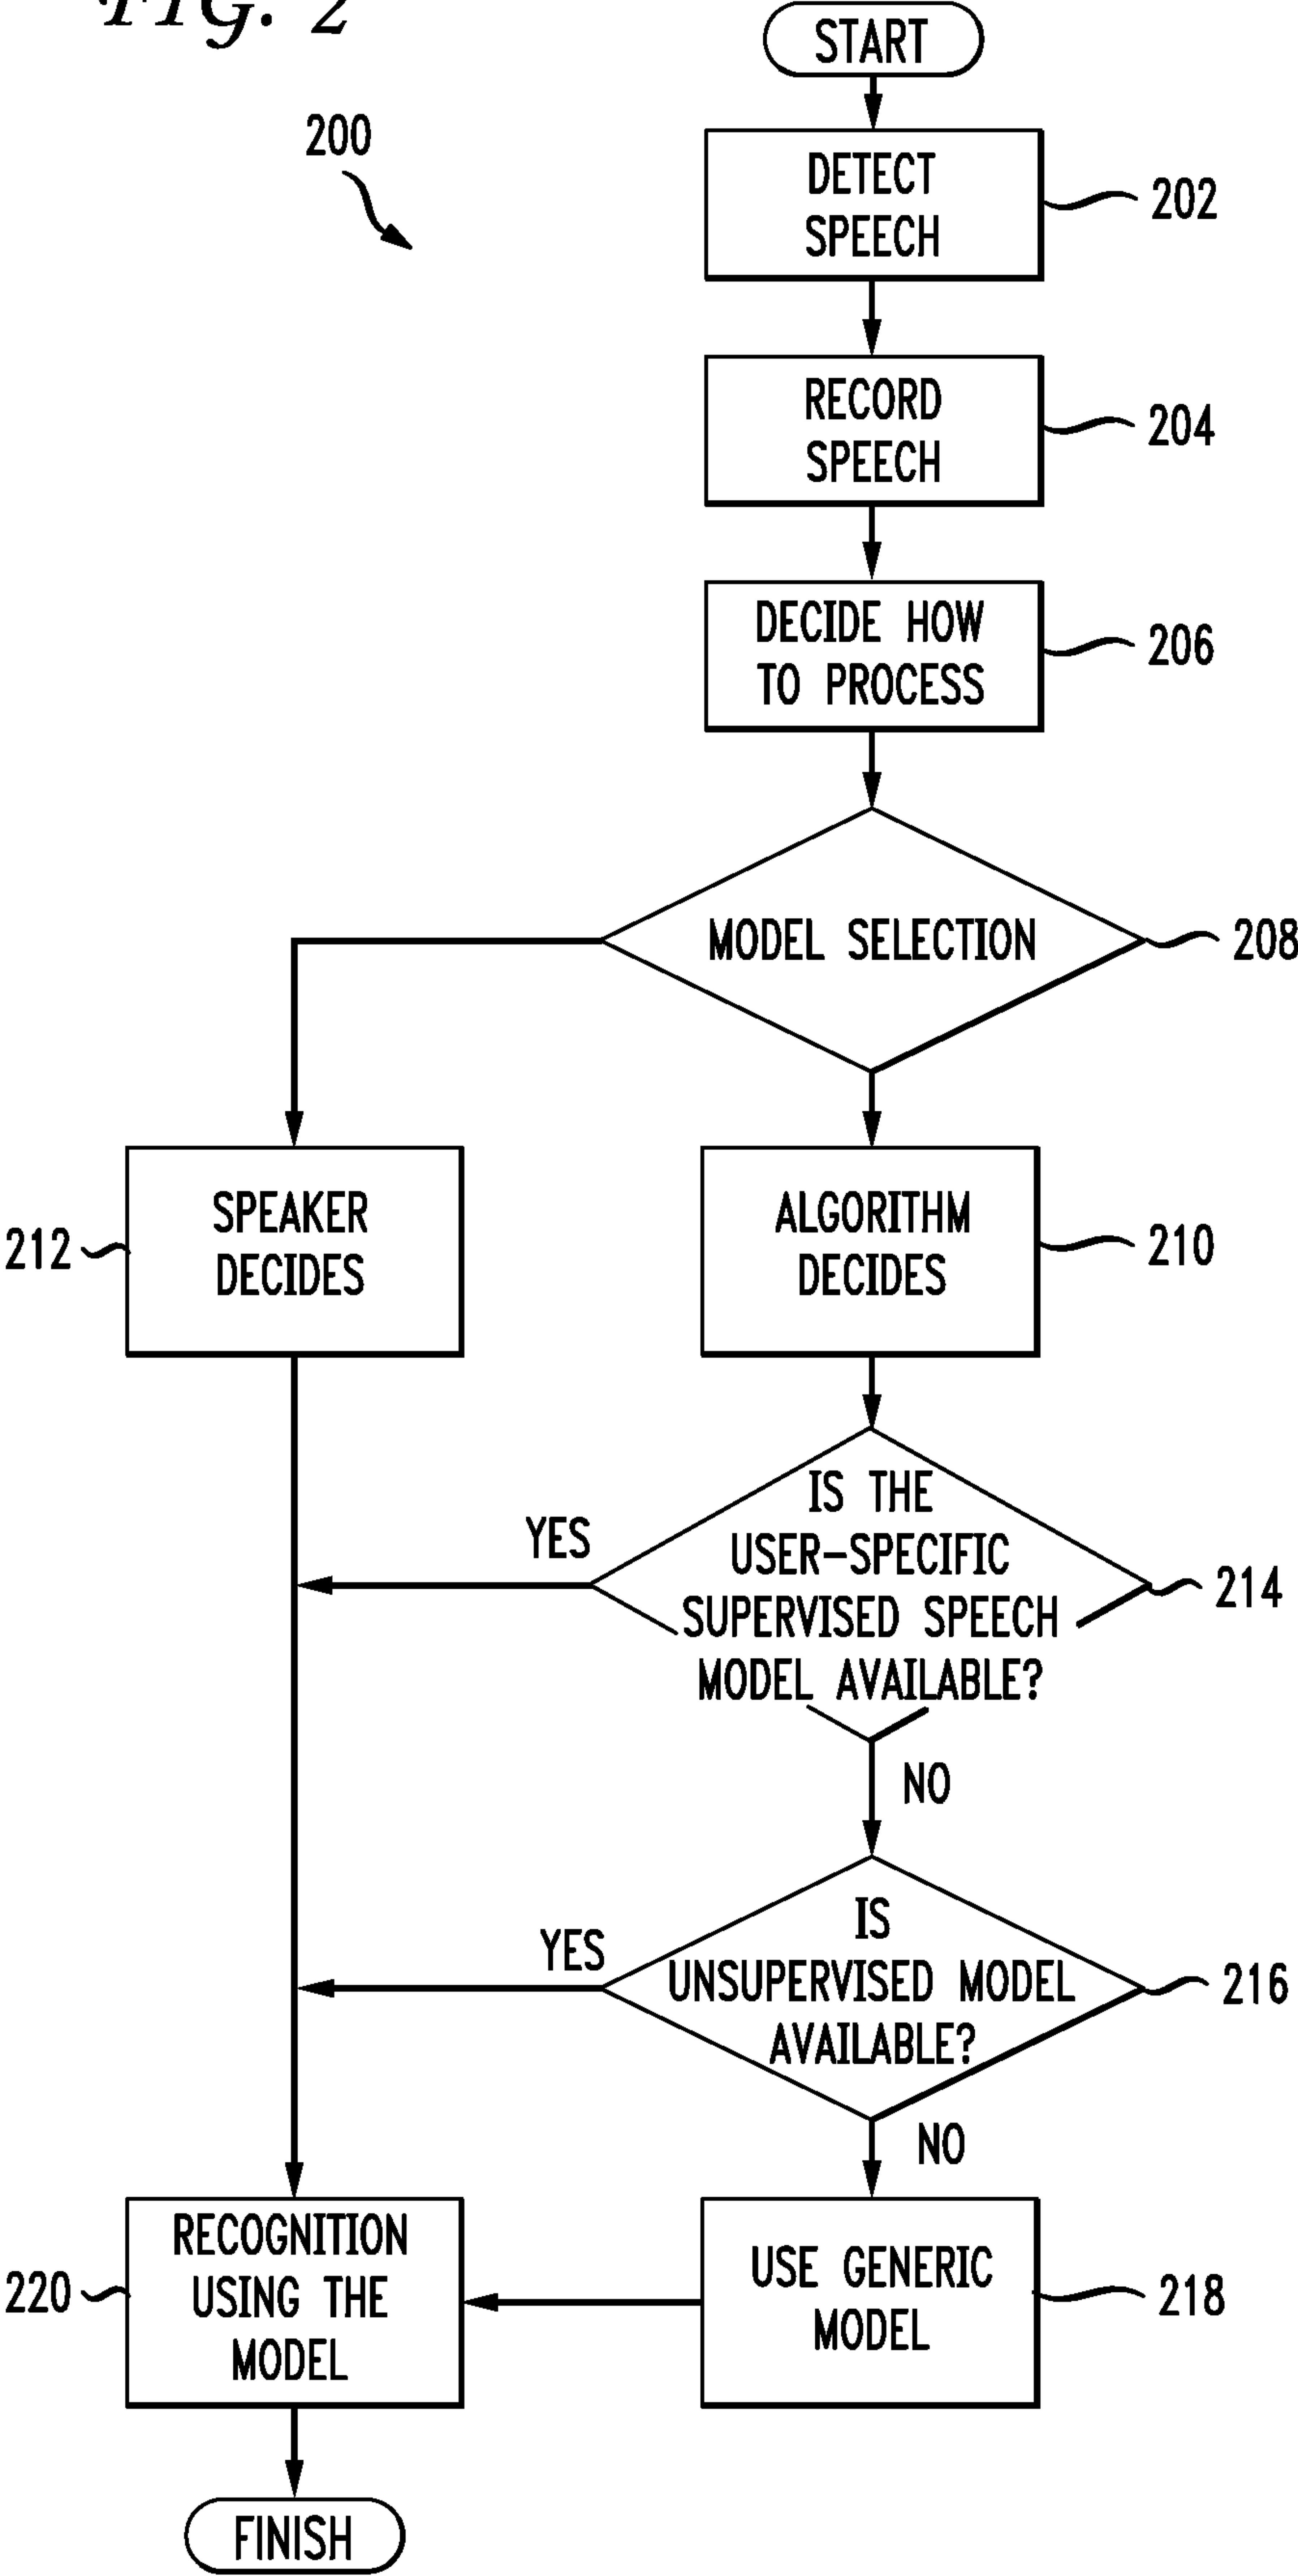 FIG. 2
START
200
DETECT
SPEECH
202
RECORD
SPEECH
204
DECIDE HOW
TO PROCESS
206
MODEL SELECTION
208
SPEAKER
DECIDES
212
ALGORITHM
DECIDES
210
YES
IS THE
USER-SPECIFIC
SUPERVISED SPEECH
MODEL AVAILABLE?
214
NO
YES
IS
UNSUPERVISED MODEL
AVAILABLE?
216
NO
RECOGNITION
USING THE
MODEL
220
USE GENERIC
MODEL
218
FINISH